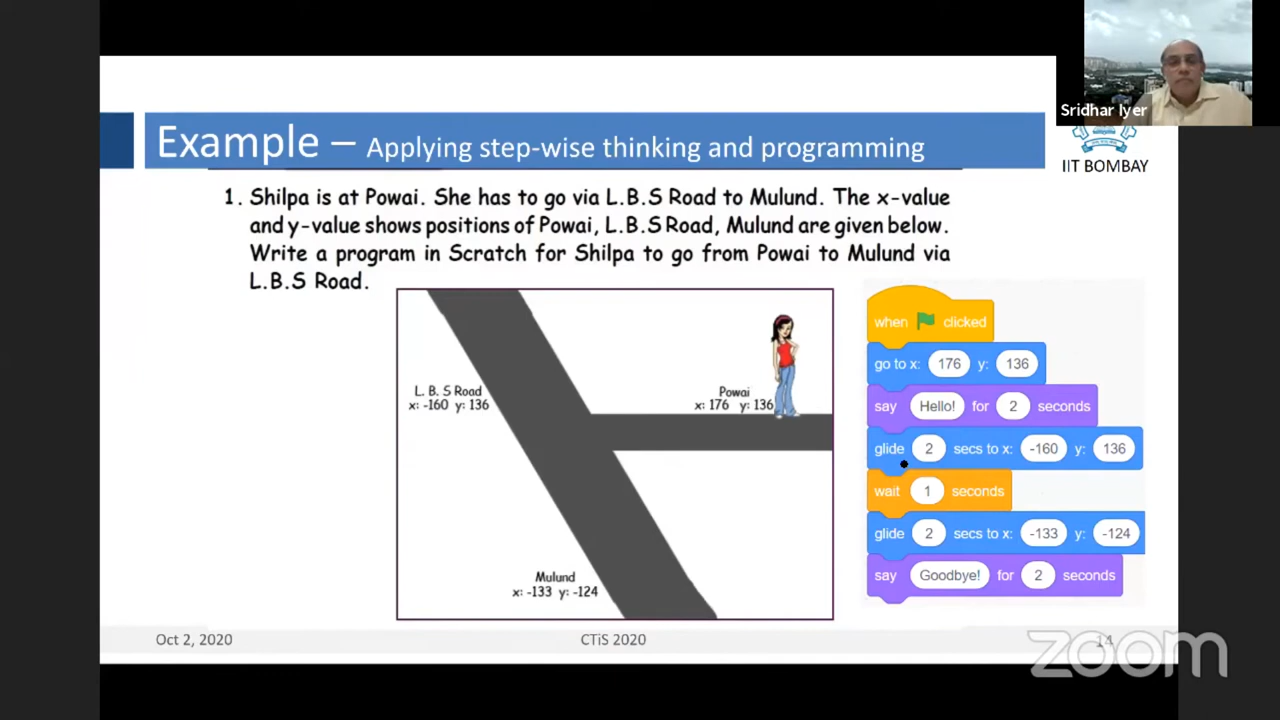 Sridhar Iyer
IIT BOMBAY
Example – Applying step-wise thinking and programming
1. Shilpa is at Powai. She has to go via L.B.S Road to Mulund. The x-value
and y-value shows positions of Powai, L.B.S Road, Mulund are given below.
Write a program in Scratch for Shilpa to go from Powai to Mulund via
L.B.S Road.
L. B. S Road
x: -160 y: 136
Powai
x: 176 y: 136
Mulund
x: -133 y: -124
when clicked
go to x: 176 y: 136
say Hello! for 2 seconds
glide 2 secs to x: -160 y: 136
wait 1 seconds
glide 2 secs to x: -133 y: -124
say Goodbye! for 2 seconds
Oct 2, 2020
CTiS 2020
14
zoom